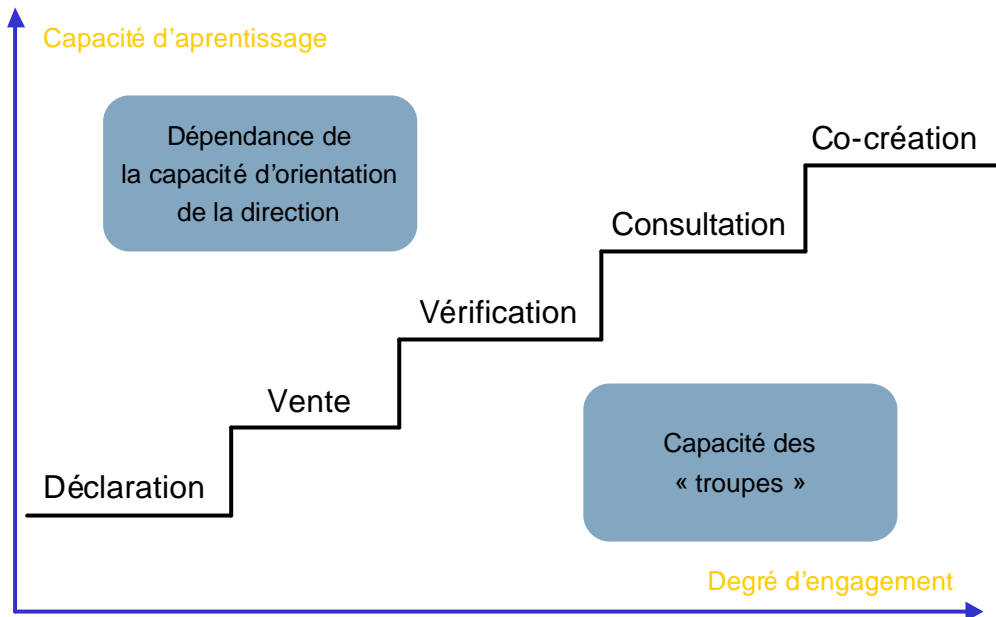 Capacité d’aprentissage
Dépendance de
la capacité d’orientation
de la direction
Co-création
Consultation
Vérification
Vente
Déclaration
Capacité des
« troupes »
Degré d’engagement